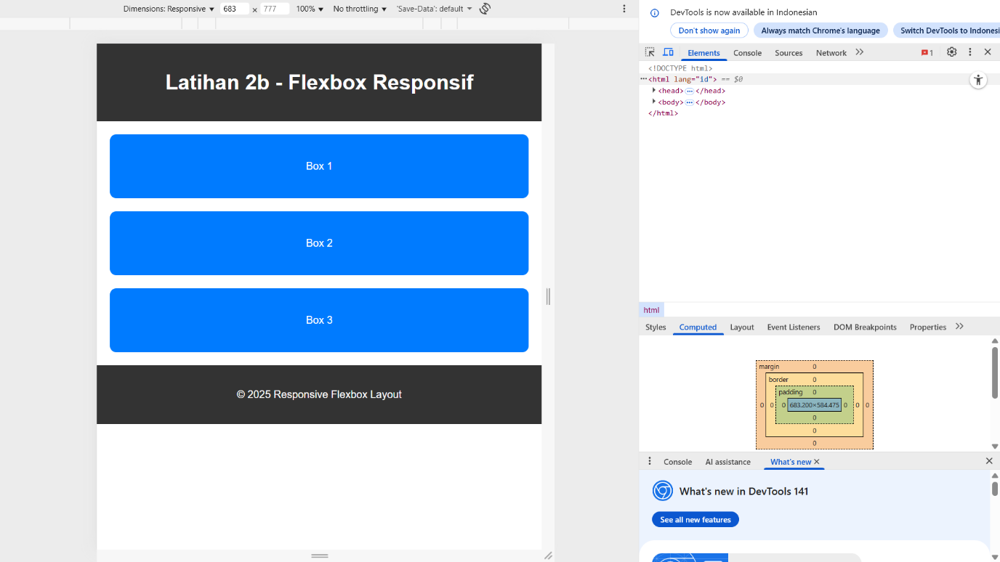 Dimensions: Responsive ▼ 683 × 777 100% ▼ No throttling ▼ 'Save-Data': default ▼
Latihan 2b - Flexbox Responsif
Box 1
Box 2
Box 3
© 2025 Responsive Flexbox Layout
DevTools is now available in Indonesian
Don't show again Always match Chrome's language Switch DevTools to Indonesi
Elements Console Sources Network 1
<!DOCTYPE html>
<html lang="id"> == $0
<head> ⋯ </head>
<body> ⋯ </body>
</html>
html
Styles Computed Layout Event Listeners DOM Breakpoints Properties
margin 0
border 0
padding 0
0 0 0 683.200×584.475 0 0 0
0
0
0
Console AI assistance What's new
What's new in DevTools 141
See all new features